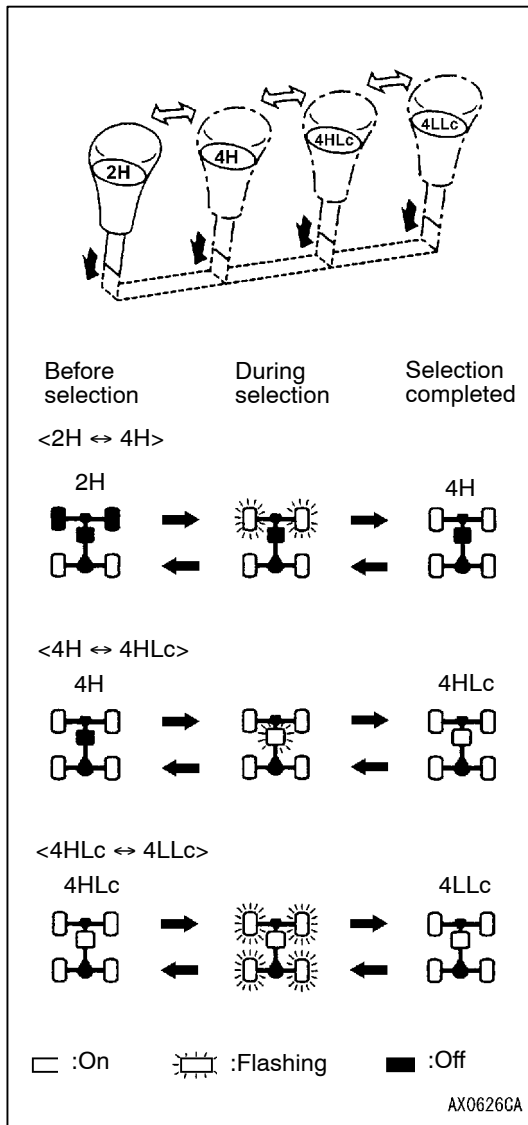 2H
4H
4HLc
4LLc
Before selection
During selection
Selection completed
<2H ↔ 4H>
2H
4H
<4H ↔ 4HLc>
4H
4HLc
<4HLc ↔ 4LLc>
4HLc
4LLc
:On :Flashing :Off
AX0626CA